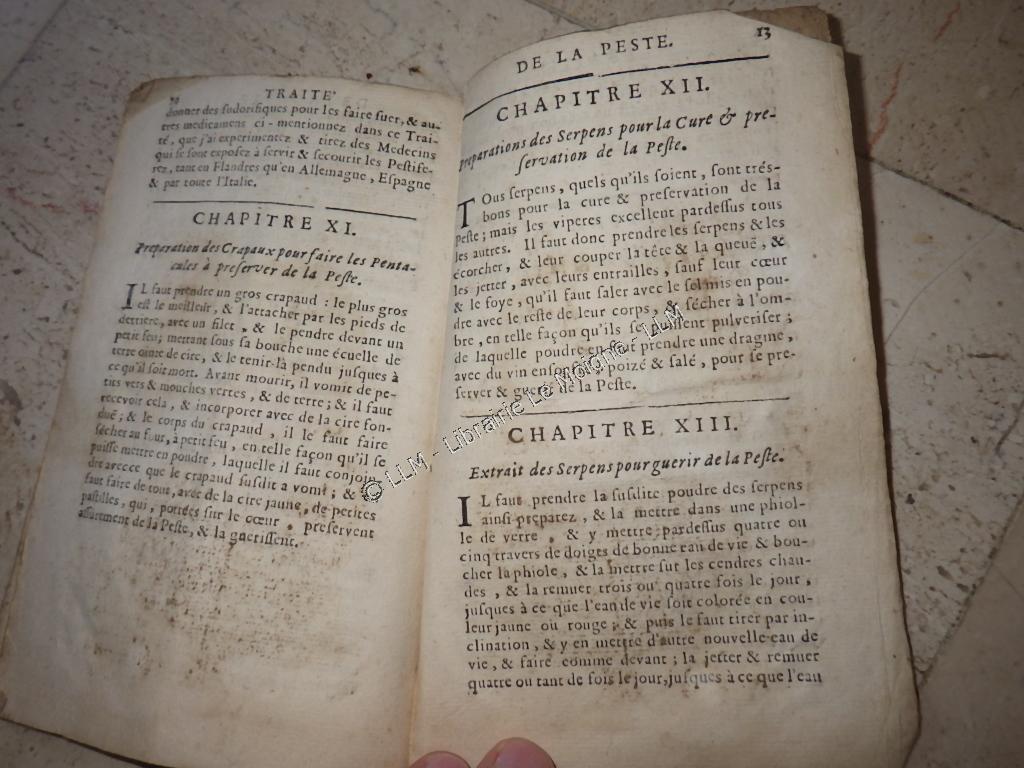 TRAITE'
donner des sudorifiques pour les faire suer, & au-
tres medicamens ci-mentionnez dans ce Trai-
té, que j'ai experimentez & tirez des Medecins
qui se sont exposez à servir & secourir les Pestife-
rez, tant en Flandres qu'en Allemagne, Espagne
& par toute l'Italie.
CHAPITRE XI.
Preparation des Crapaux pour faire les Penta-
cules à preserver de la Peste.
IL faut prendre un gros crapaud : le plus gros
est le meilleur, & l'attacher par les pieds de
derriere, avec un filet, & le pendre devant un
petit feu; mettant sous sa bouche une écuelle de
terre ointe de cire, & le tenir là pendu jusques à
ce qu'il soit mort. Avant mourir, il vomit de pe-
tits vers & mouches vertes, & de terre; & il faut
recevoir cela, & incorporer avec de la cire fon-
duë; & le corps du crapaud, il le faut faire
sécher au four, à petit feu, en telle façon qu'il se
puisse mettre en poudre, laquelle il faut conjoin-
dre avecce que le crapaud susdit a vomi; &
faut faire de tout, avec de la cire jaune, de petites
pastilles, qui, portées sur le cœur, preservent
assurément de la Peste, & la guerissent.
DE LA PESTE. 13
CHAPITRE XII.
Preparations des Serpens pour la Cure & pre-
servation de la Peste.
TOus serpens, quels qu'ils soient, sont trés-
bons pour la cure & preservation de la
peste; mais les viperes excellent pardessus tous
les autres. Il faut donc prendre les serpens & les
écorcher, & leur couper la tête & la queuë, &
les jetter, avec leurs entrailles, sauf leur cœur
& le foye, qu'il faut saler avec le sel mis en pou-
dre avec le reste de leur corps, & sécher à l'om-
bre, en telle façon qu'ils se puissent pulveriser;
de laquelle poudre en faut prendre une dragme,
avec du vin ensoufré, poizé & salé, pour se pre-
server & guerir de la Peste.
CHAPITRE XIII.
Extrait des Serpens pour guerir de la Peste.
IL faut prendre la susdite poudre des serpens
ainsi preparez, & la mettre dans une phiol-
le de verre, & y mettre pardessus quatre ou
cinq travers de doigts de bonne eau de vie & bou-
cher la phiole, & la mettre sur les cendres chau-
des, & la remuer trois ou quatre fois le jour,
jusques à ce que l'eau de vie soit colorée en cou-
leur jaune ou rouge; & puis le faut tirer par in-
clination, & y en mettre d'autre nouvelle eau de
vie, & faire comme devant; la jetter & remuer
quatre ou tant de fois le jour, jusques à ce que l'eau
© LLM - Librairie Le Moigne - LLM